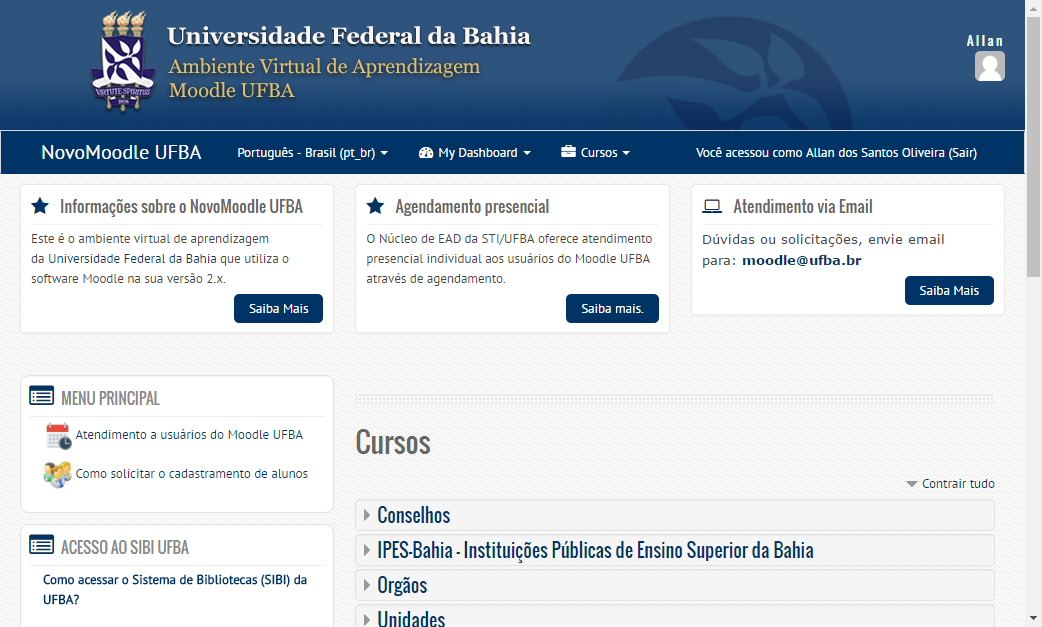 Universidade Federal da Bahia
Ambiente Virtual de Aprendizagem
Moodle UFBA
VIRTUTE SPIRITUS
Allan
NovoMoodle UFBA
Português - Brasil (pt_br)
My Dashboard
Cursos
Você acessou como Allan dos Santos Oliveira (Sair)
Informações sobre o NovoMoodle UFBA
Este é o ambiente virtual de aprendizagem
da Universidade Federal da Bahia que utiliza o
software Moodle na sua versão 2.x.
Saiba Mais
Agendamento presencial
O Núcleo de EAD da STI/UFBA oferece atendimento
presencial individual aos usuários do Moodle UFBA
através de agendamento.
Saiba mais.
Atendimento via Email
Dúvidas ou solicitações, envie email
para: moodle@ufba.br
Saiba Mais
MENU PRINCIPAL
Atendimento a usuários do Moodle UFBA
Como solicitar o cadastramento de alunos
ACESSO AO SIBI UFBA
Como acessar o Sistema de Bibliotecas (SIBI) da
UFBA?
Cursos
Contrair tudo
Conselhos
IPES-Bahia - Instituições Públicas de Ensino Superior da Bahia
Orgãos
Unidades